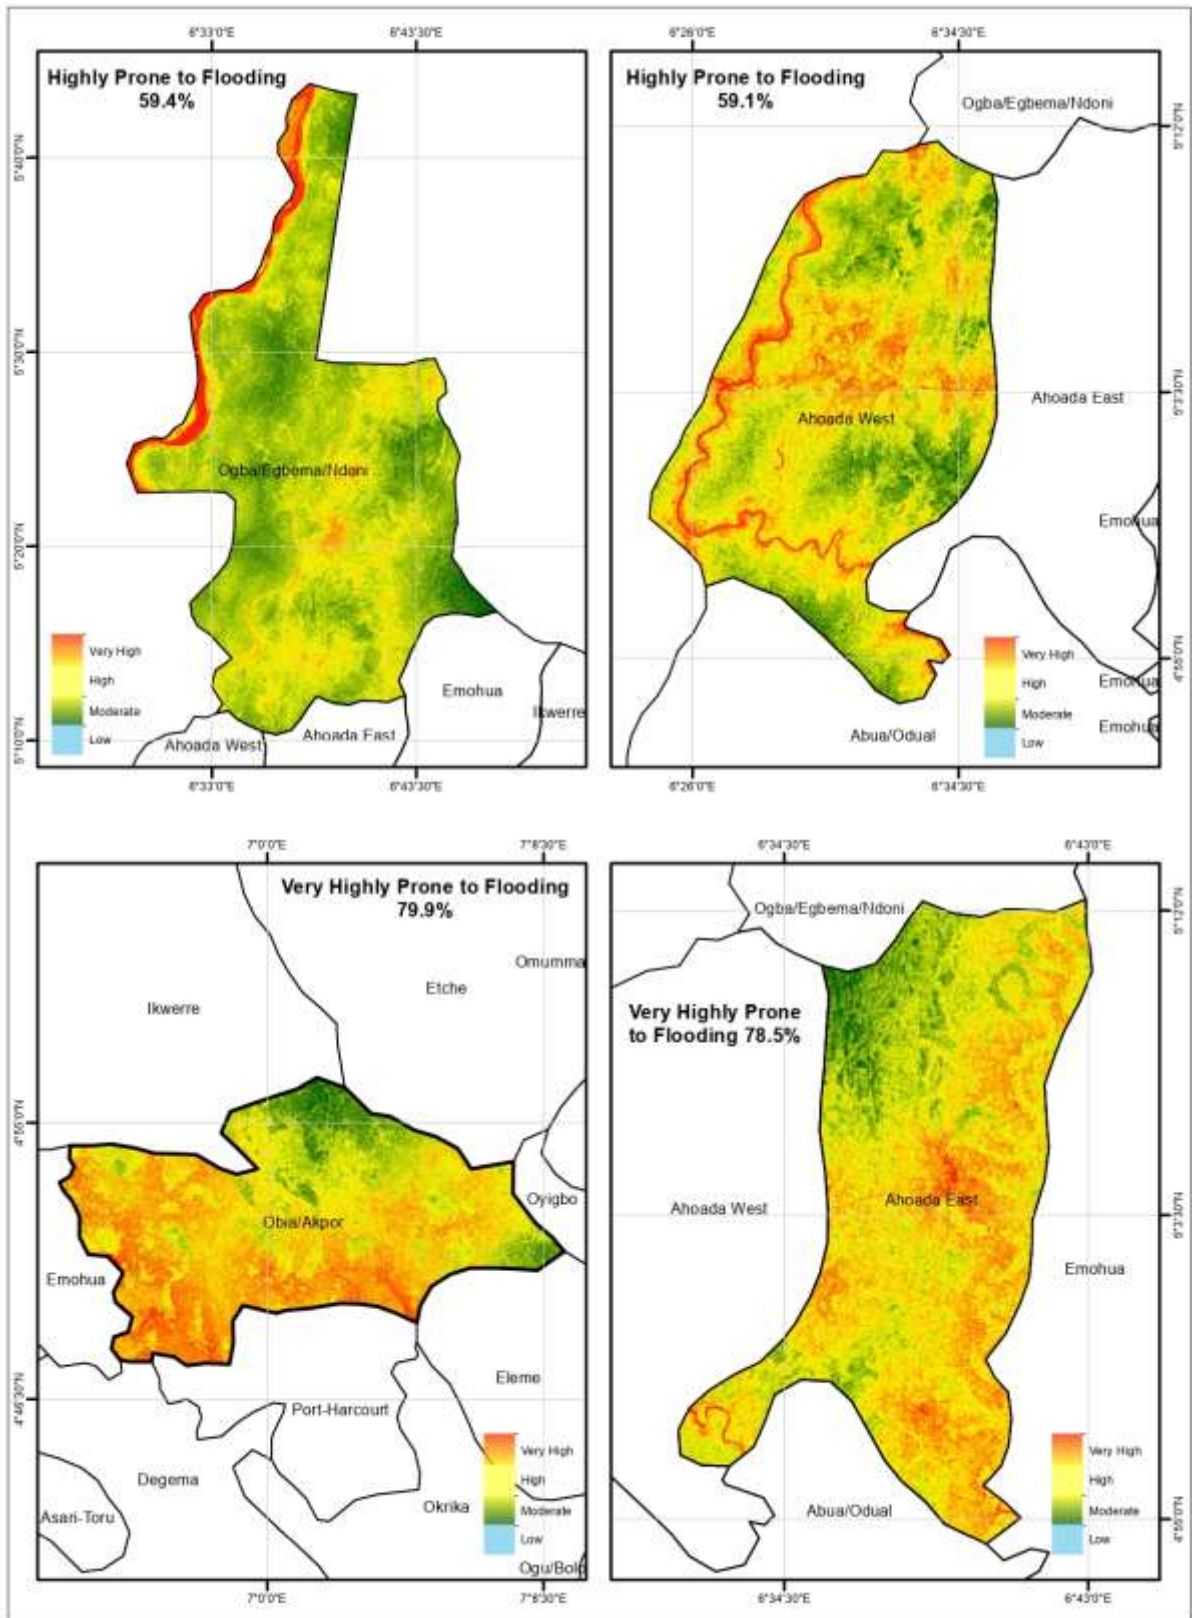 6°33'0"E
6°43'30"E
Highly Prone to Flooding
59.4%
5°40'0"N
5°20'0"N
5°10'0"N
Ogba/Egbema/Ndoni
Very High
High
Moderate
Low
Emohua
Ikwerre
Ahoada West
Ahoada East
6°33'0"E
6°43'30"E
6°26'0"E
6°34'30"E
Highly Prone to Flooding
59.1%
Ogba/Egbema/Ndoni
5°12'0"N
5°3'30"N
4°55'0"N
Ahoada West
Ahoada East
Emohua
Emohua
Emohua
Abua/Odual
Very High
High
Moderate
Low
6°26'0"E
6°34'30"E
7°0'0"E
7°8'30"E
Very Highly Prone to Flooding
79.9%
Omumma
Etche
Ikwerre
4°55'0"N
4°46'30"N
Oyigbo
Obia/Akpor
Emohua
Eleme
Port-Harcourt
Degema
Okrika
Asari-Toru
Ogu/Bolo
Very High
High
Moderate
Low
7°0'0"E
7°8'30"E
6°34'30"E
6°43'0"E
Ogba/Egbema/Ndoni
5°12'0"N
5°3'30"N
4°55'0"N
Very Highly Prone
to Flooding 78.5%
Ahoada West
Ahoada East
Emohua
Abua/Odual
Very High
High
Moderate
Low
6°34'30"E
6°43'0"E